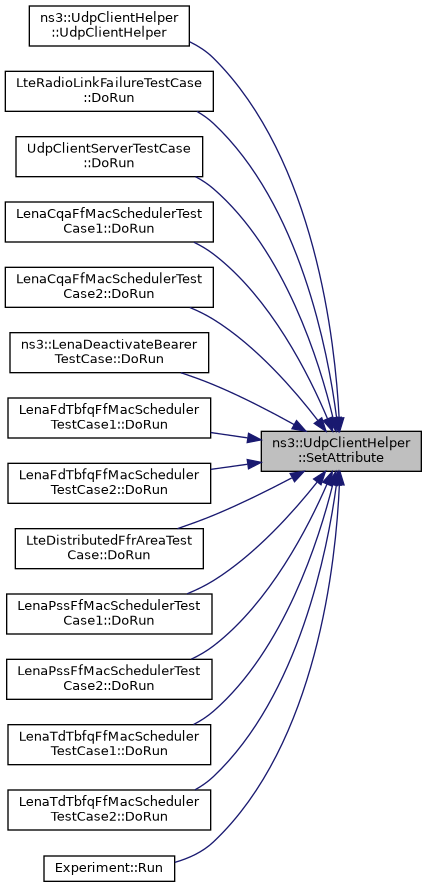 ns3::UdpClientHelper
::UdpClientHelper
LteRadioLinkFailureTestCase
::DoRun
UdpClientServerTestCase
::DoRun
LenaCqaFfMacSchedulerTest
Case1::DoRun
LenaCqaFfMacSchedulerTest
Case2::DoRun
ns3::LenaDeactivateBearer
TestCase::DoRun
LenaFdTbfqFfMacScheduler
TestCase1::DoRun
ns3::UdpClientHelper
::SetAttribute
LenaFdTbfqFfMacScheduler
TestCase2::DoRun
LteDistributedFfrAreaTest
Case::DoRun
LenaPssFfMacSchedulerTest
Case1::DoRun
LenaPssFfMacSchedulerTest
Case2::DoRun
LenaTdTbfqFfMacScheduler
TestCase1::DoRun
LenaTdTbfqFfMacScheduler
TestCase2::DoRun
Experiment::Run